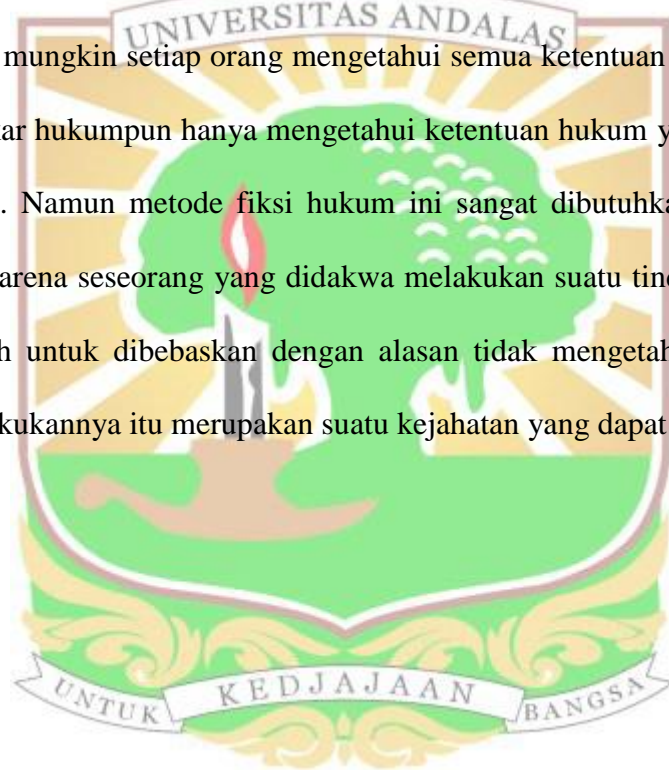 UNIVERSITAS ANDALAS
mungkin setiap orang mengetahui semua ketentuan
ar hukumpun hanya mengetahui ketentuan hukum y
. Namun metode fiksi hukum ini sangat dibutuhka
arena seseorang yang didakwa melakukan suatu tind
h untuk dibebaskan dengan alasan tidak mengetah
kukannya itu merupakan suatu kejahatan yang dapat
UNTUK KEDJAJAAN BANGSA